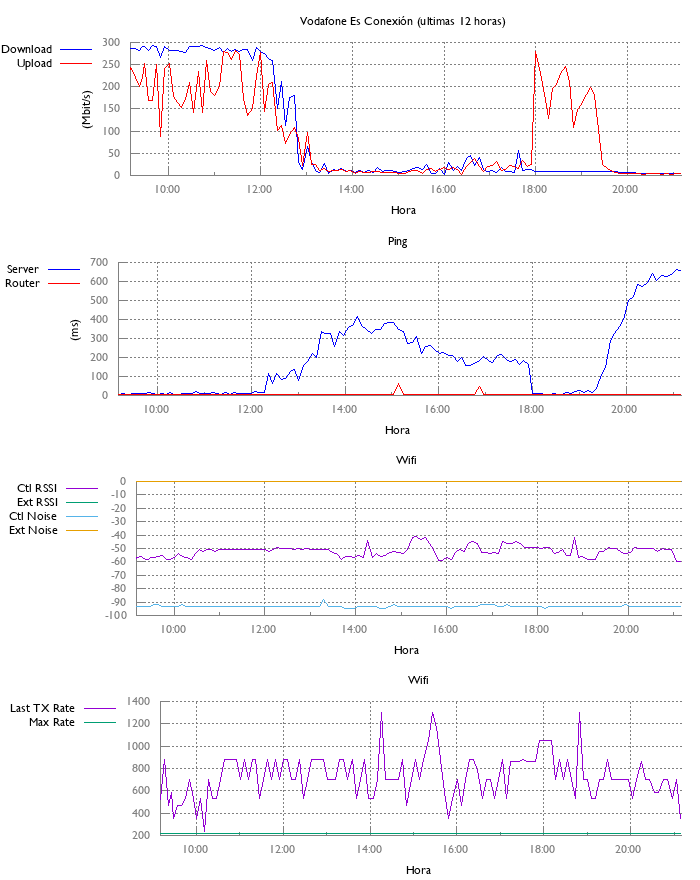 Vodafone Es Conexión (ultimas 12 horas)
Download
Upload
(Mbit/s)
300
250
200
150
100
50
0
10:00 12:00 14:00 16:00 18:00 20:00
Hora
Ping
Server
Router
(ms)
700
600
500
400
300
200
100
0
10:00 12:00 14:00 16:00 18:00 20:00
Hora
Wifi
Ctl RSSI
Ext RSSI
Ctl Noise
Ext Noise
0
-10
-20
-30
-40
-50
-60
-70
-80
-90
-100
10:00 12:00 14:00 16:00 18:00 20:00
Hora
Wifi
Last TX Rate
Max Rate
1400
1200
1000
800
600
400
200
10:00 12:00 14:00 16:00 18:00 20:00
Hora